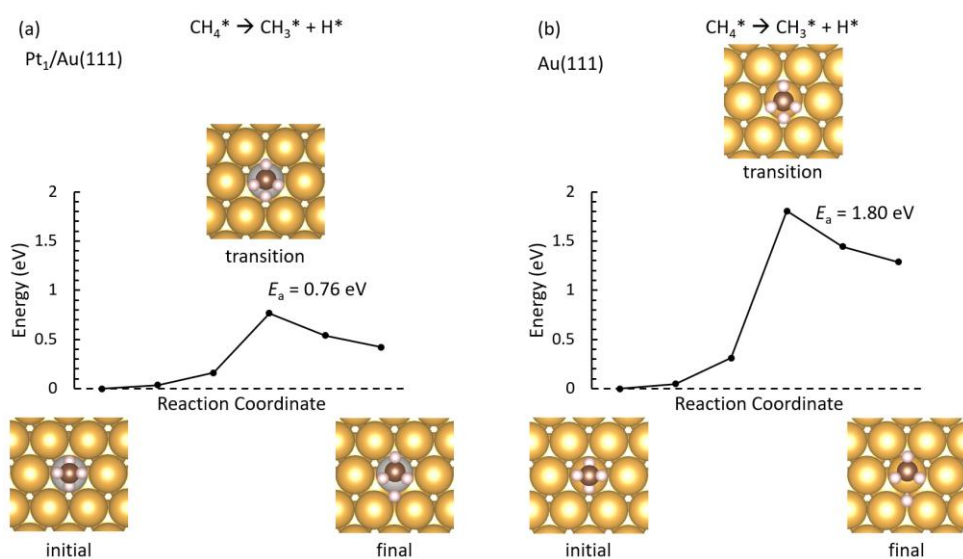 (a)
CH₄* → CH₃* + H*
Pt₁/Au(111)
transition
Eₐ = 0.76 eV
Energy (eV)
2
1.5
1
0.5
0
Reaction Coordinate
initial
final
(b)
CH₄* → CH₃* + H*
Au(111)
transition
Eₐ = 1.80 eV
Energy (eV)
2
1.5
1
0.5
0
Reaction Coordinate
initial
final